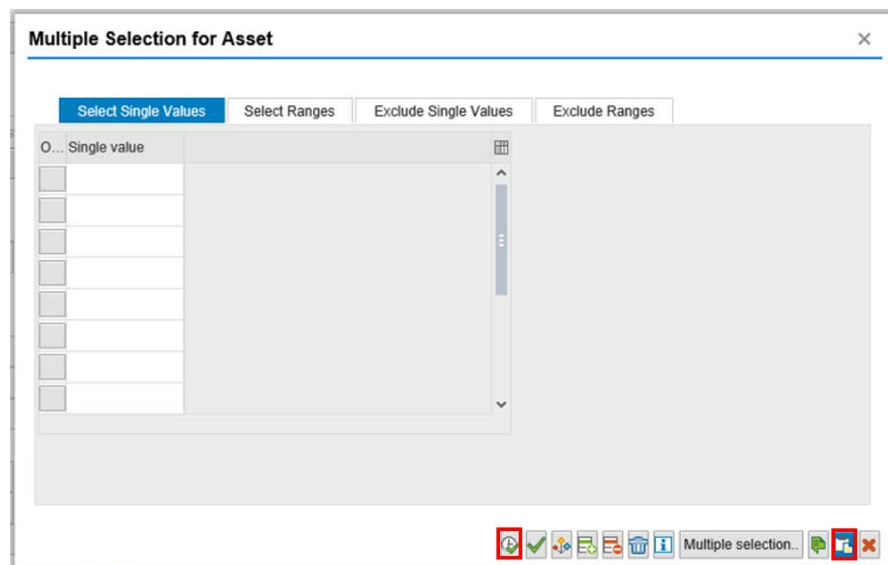 Multiple Selection for Asset
Select Single Values Select Ranges Exclude Single Values Exclude Ranges
O... Single value
Multiple selection..